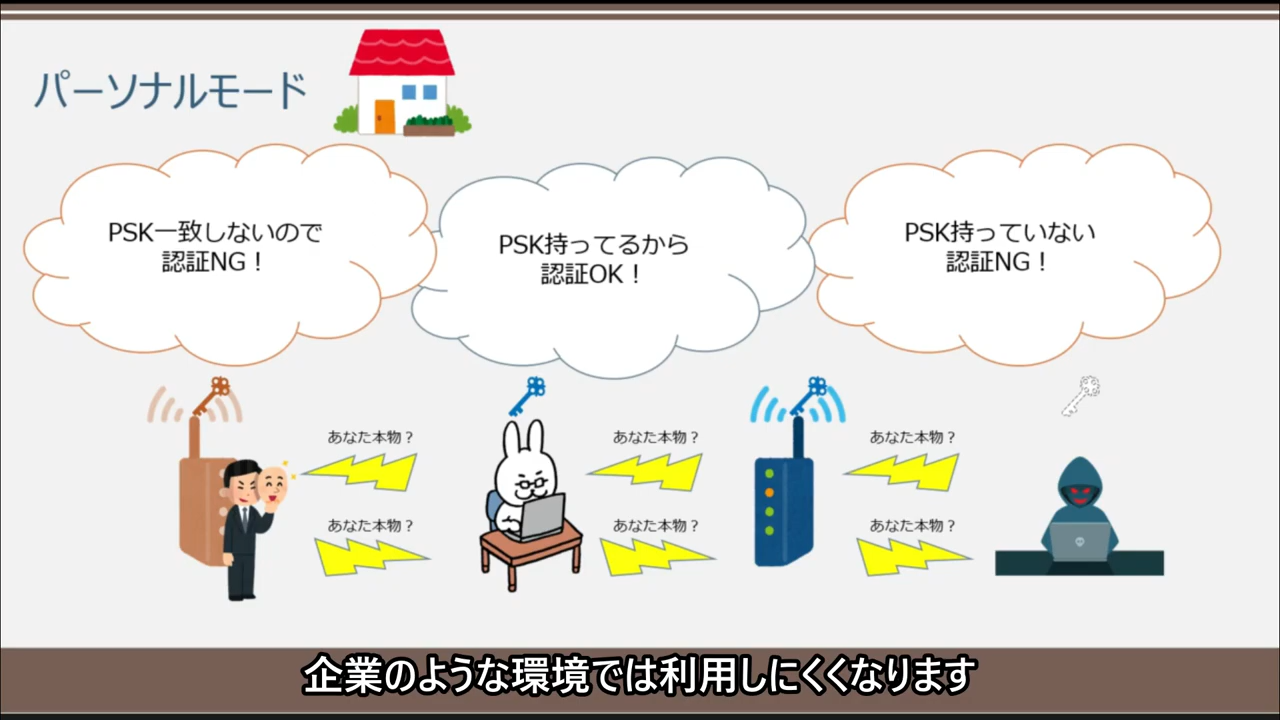 パーソナルモード
PSK一致しないので
認証NG！
PSK持ってるから
認証OK！
PSK持っていない
認証NG！
あなた本物？
あなた本物？
あなた本物？
あなた本物？
あなた本物？
あなた本物？
企業のような環境では利用しにくくなります